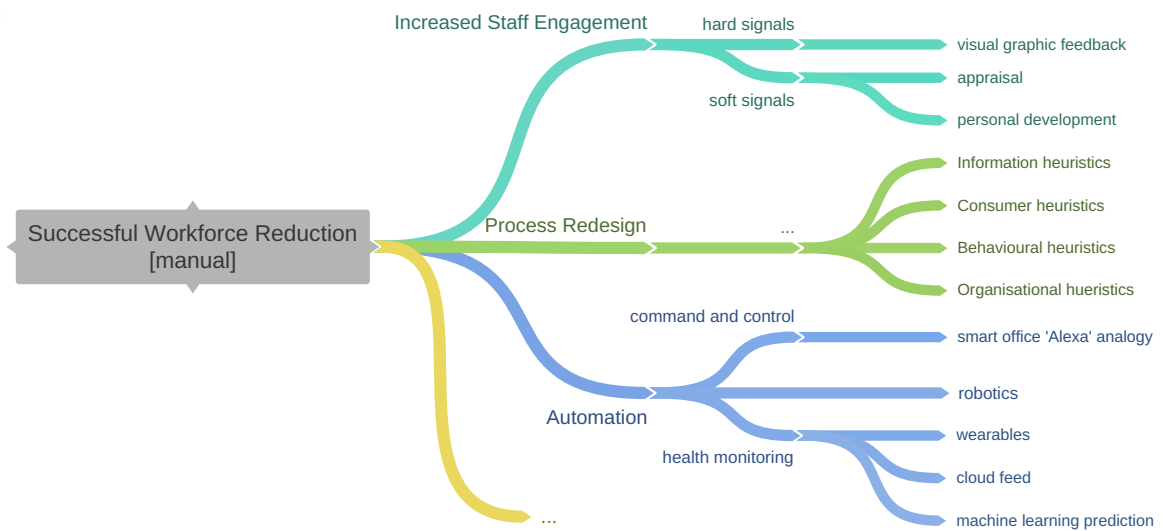 Increased Staff Engagement
hard signals
visual graphic feedback
appraisal
soft signals
personal development
Information heuristics
Consumer heuristics
Process Redesign
...
Behavioural heuristics
Organisational hueristics
Successful Workforce Reduction
[manual]
command and control
smart office 'Alexa' analogy
robotics
Automation
wearables
health monitoring
cloud feed
machine learning prediction
...